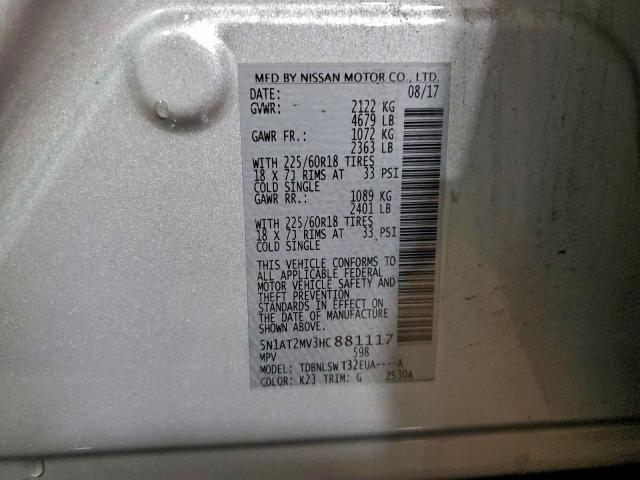 MFD BY NISSAN MOTOR CO., LTD.
DATE: 08/17
GVWR: 2122 KG
4679 LB
GAWR FR.: 1072 KG
2363 LB
WITH 225/60R18 TIRES
18 X 7J RIMS AT 33 PSI
COLD SINGLE
GAWR RR.: 1089 KG
2401 LB
WITH 225/60R18 TIRES
18 X 7J RIMS AT 33 PSI
COLD SINGLE
THIS VEHICLE CONFORMS TO
ALL APPLICABLE FEDERAL
MOTOR VEHICLE SAFETY AND
THEFT PREVENTION
STANDARDS IN EFFECT ON
THE DATE OF MANUFACTURE
SHOWN ABOVE.
5N1AT2MV3HC881117
MPV 598
MODEL: TDBNLSW T32EUA----A
COLOR: K23 TRIM: G 2S30A